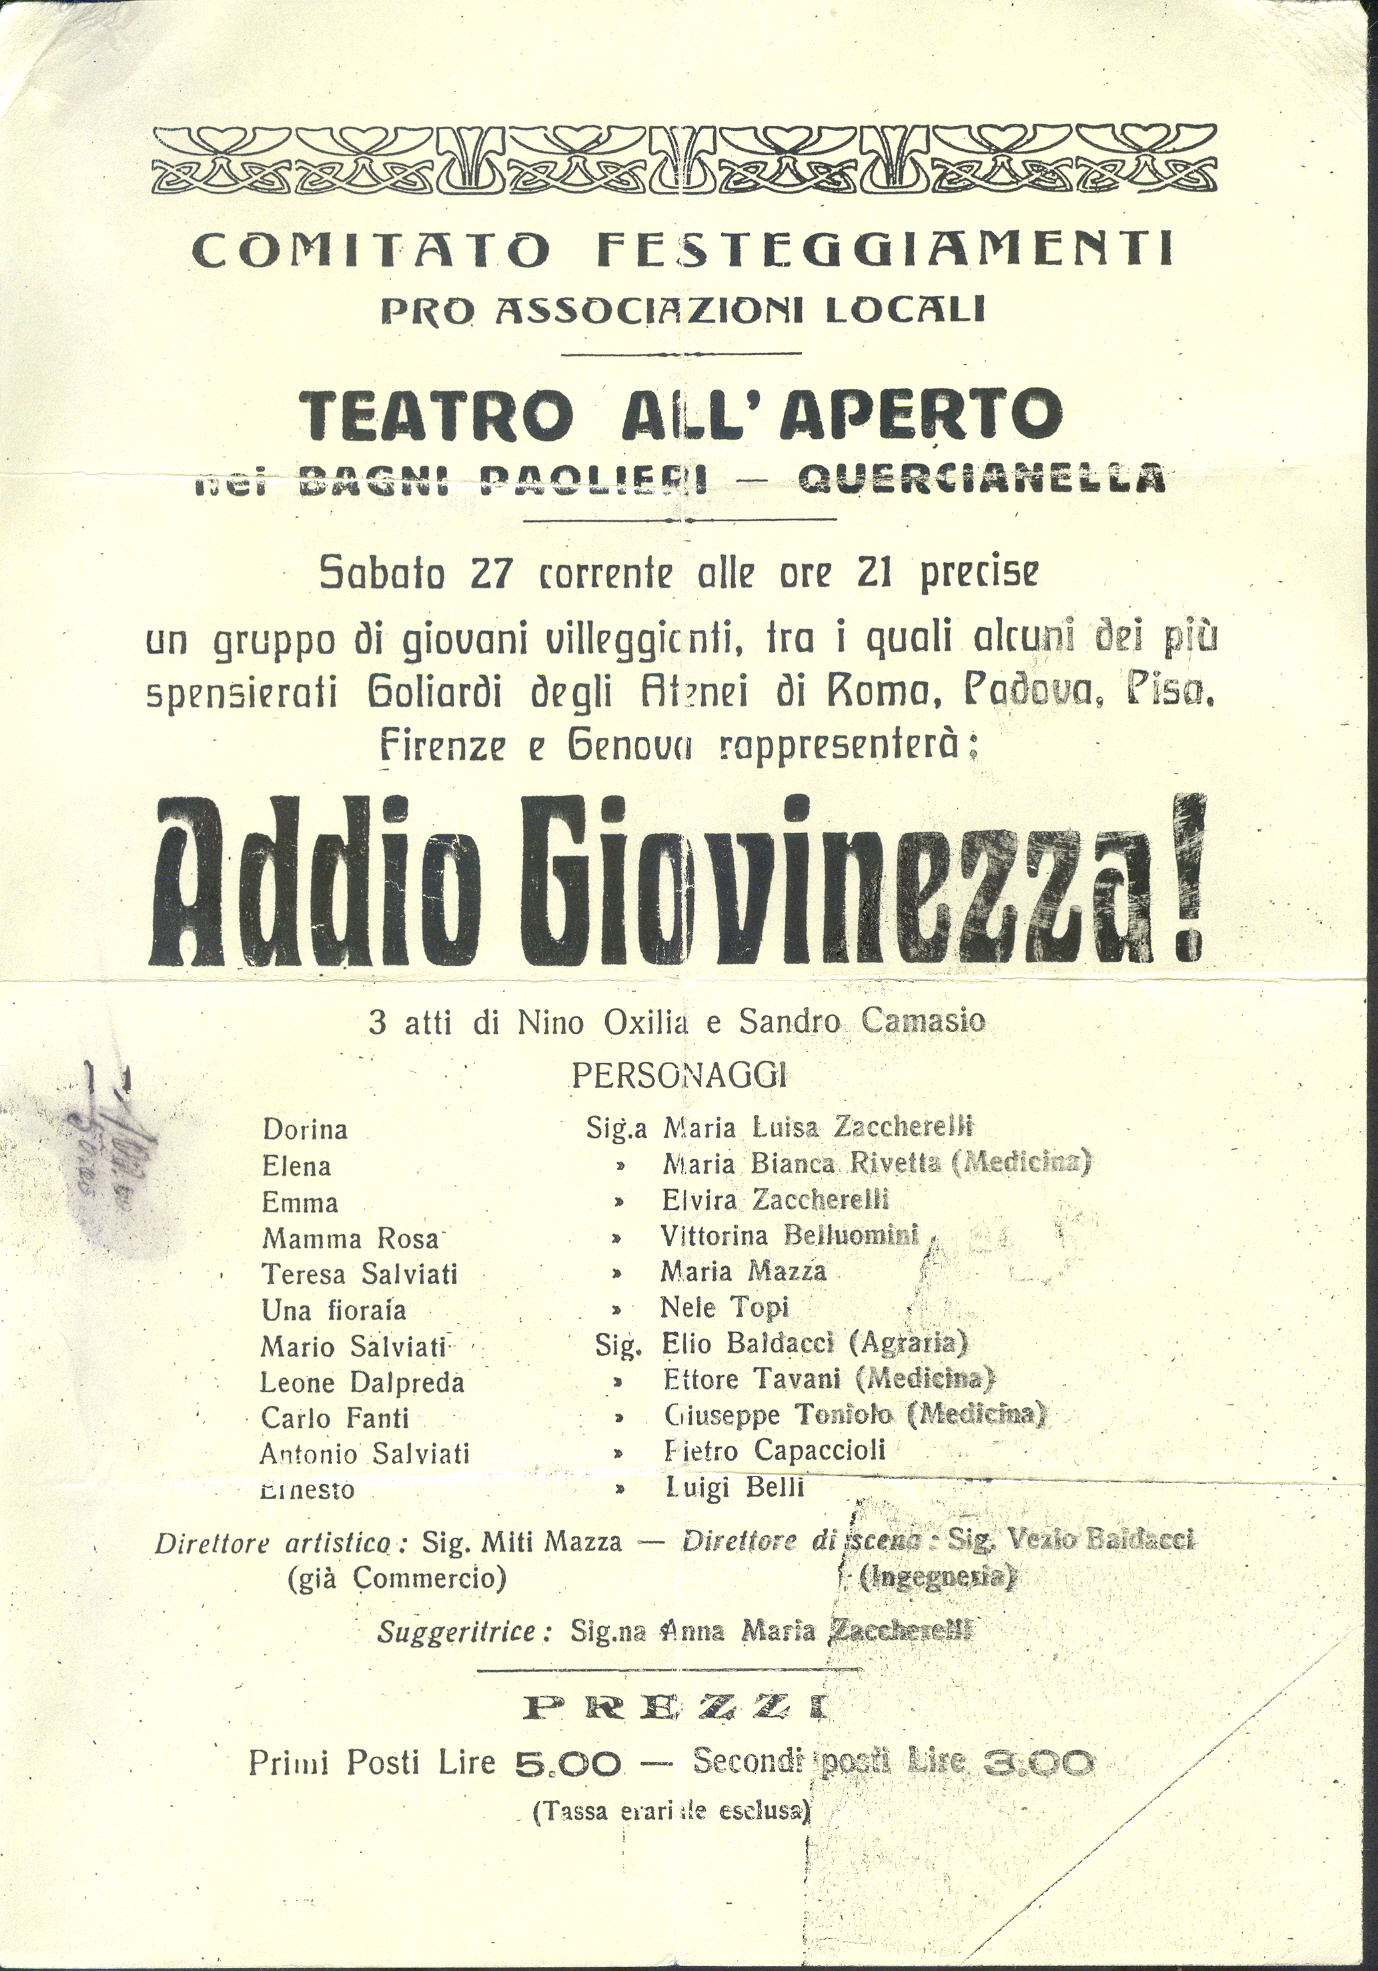 COMITATO FESTEGGIAMENTI
PRO ASSOCIAZIONI LOCALI
TEATRO ALL' APERTO
nei BAGNI PAOLIERI — QUERCIANELLA
Sabato 27 corrente alle ore 21 precise
un gruppo di giovani villeggianti, tra i quali alcuni dei più
spensierati Goliardi degli Atenei di Roma, Padova, Pisa,
Firenze e Genova rappresenterà:
Addio Giovinezza!
3 atti di Nino Oxilia e Sandro Camasio
PERSONAGGI
Dorina Sig.a Maria Luisa Zaccherelli
Elena » Maria Bianca Rivetta (Medicina)
Emma » Elvira Zaccherelli
Mamma Rosa » Vittorina Belluomini
Teresa Salviati » Maria Mazza
Una fioraia » Nele Topi
Mario Salviati Sig. Elio Baldacci (Agraria)
Leone Dalpreda » Ettore Tavani (Medicina)
Carlo Fanti » Giuseppe Toniolo (Medicina)
Antonio Salviati » Pietro Capaccioli
Ernesto » Luigi Belli
Direttore artistico: Sig. Miti Mazza — Direttore di scena: Sig. Vezio Baldacci
(già Commercio) (Ingegneria)
Suggeritrice: Sig.na Anna Maria Zaccherelli
PREZZI
Primi Posti Lire 5.00 — Secondi posti Lire 3.00
(Tassa erariale esclusa)